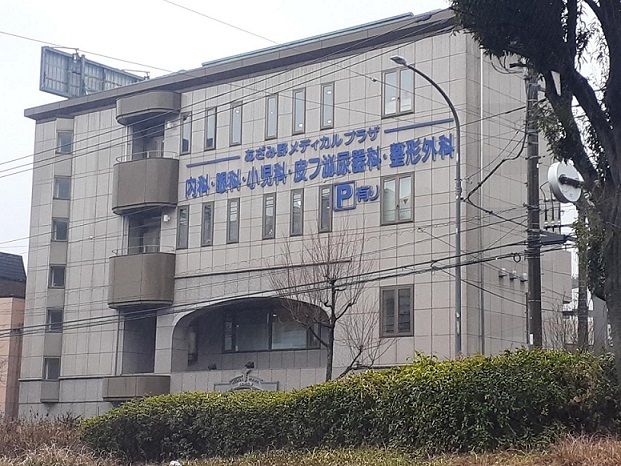 あざみ野メディカルプラザ
内科・眼科・小児科・皮フ泌尿器科・整形外科
P有り